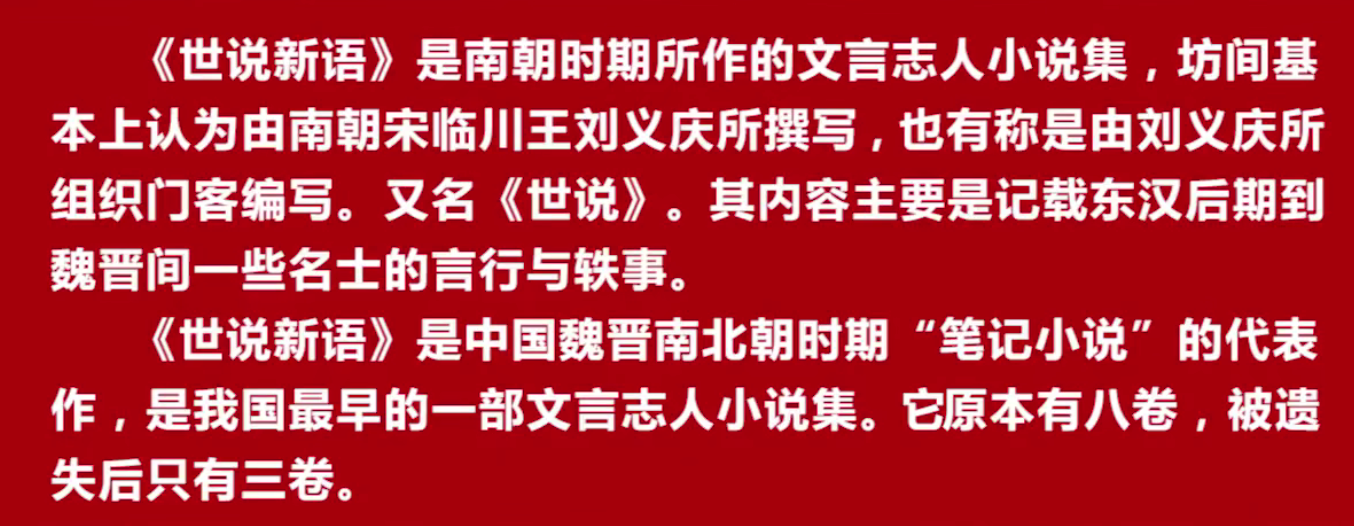 《世说新语》是南朝时期所作的文言志人小说集，坊间基
本上认为由南朝宋临川王刘义庆所撰写，也有称是由刘义庆所
组织门客编写。又名《世说》。其内容主要是记载东汉后期到
魏晋间一些名士的言行与轶事。
《世说新语》是中国魏晋南北朝时期“笔记小说”的代表
作，是我国最早的一部文言志人小说集。它原本有八卷，被遗
失后只有三卷。